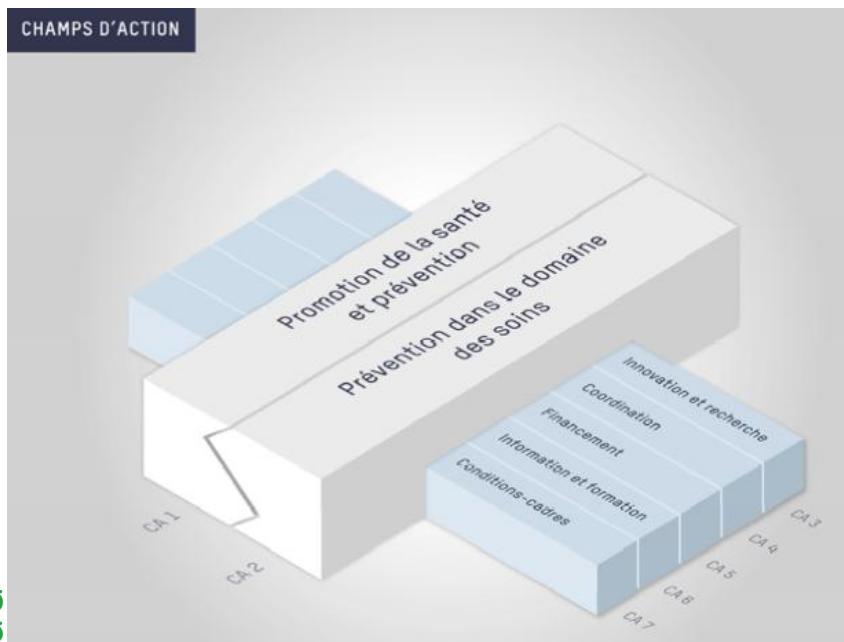 CHAMPS D'ACTION
Promotion de la santé
et prévention
Prévention dans le domaine
des soins
Innovation et recherche
Coordination
Financement
Information et formation
Conditions-cadres
CA 1
CA 2
CA 3
CA 4
CA 5
CA 6
CA 7